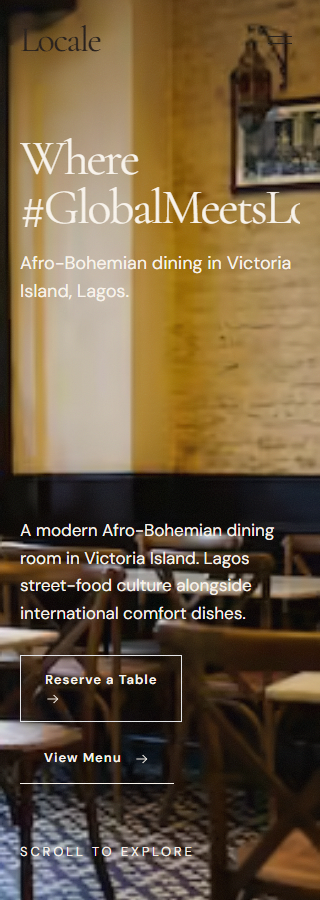 Locale
Where
#GlobalMeetsLo
Afro-Bohemian dining in Victoria
Island, Lagos.
A modern Afro-Bohemian dining
room in Victoria Island. Lagos
street-food culture alongside
international comfort dishes.
Reserve a Table
→
View Menu →
SCROLL TO EXPLORE